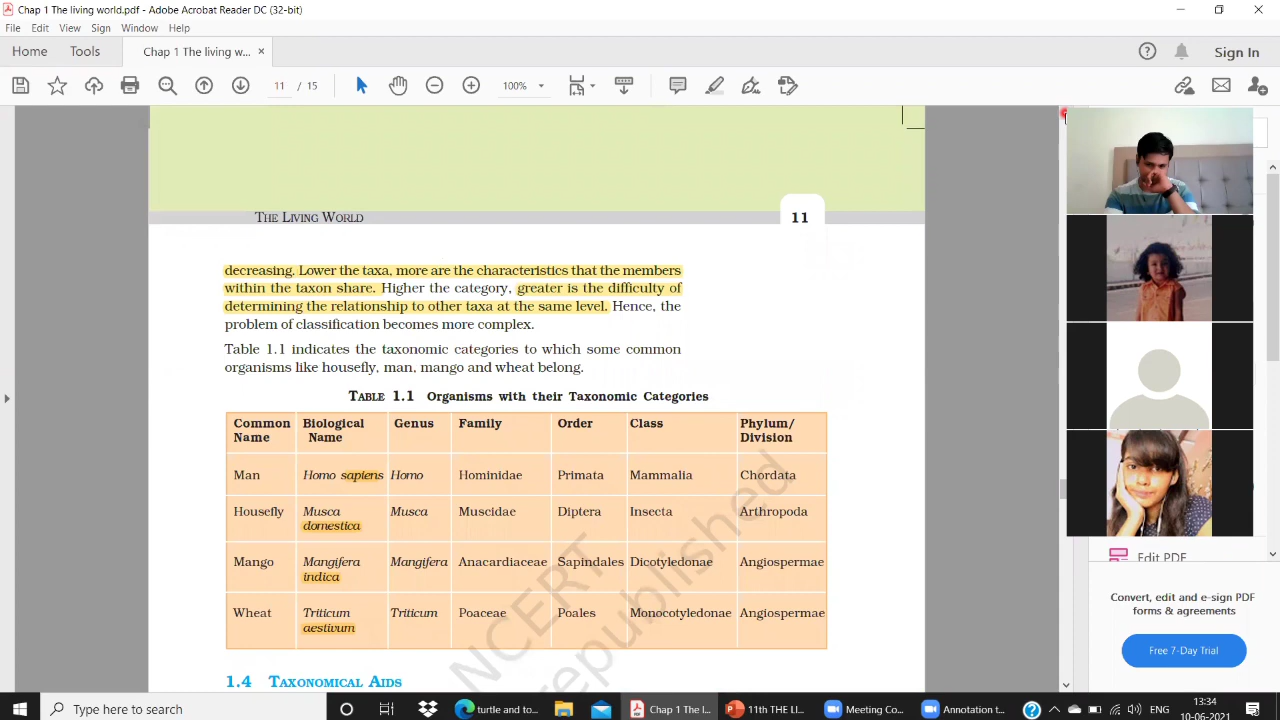 Chap 1 The living world.pdf - Adobe Acrobat Reader DC (32-bit)
File Edit View Sign Window Help
Home Tools Chap 1 The living w... × Sign In
11 / 15 100%
THE LIVING WORLD 11
decreasing. Lower the taxa, more are the characteristics that the members
within the taxon share. Higher the category, greater is the difficulty of
determining the relationship to other taxa at the same level. Hence, the
problem of classification becomes more complex.
Table 1.1 indicates the taxonomic categories to which some common
organisms like housefly, man, mango and wheat belong.
TABLE 1.1 Organisms with their Taxonomic Categories
Common Biological Genus Family Order Class Phylum/
Name Name Division
Man Homo sapiens Homo Hominidae Primata Mammalia Chordata
Housefly Musca Musca Muscidae Diptera Insecta Arthropoda
domestica
Mango Mangifera Mangifera Anacardiaceae Sapindales Dicotyledonae Angiospermae
indica
Wheat Triticum Triticum Poaceae Poales Monocotyledonae Angiospermae
aestivum
NCERT
republished
1.4 TAXONOMICAL AIDS
Edit PDF
Convert, edit and e-sign PDF
forms & agreements
Free 7-Day Trial
Type here to search
turtle and to...
Chap 1 The l...
11th THE LI...
Meeting Co...
Annotation t...
ENG
13:34
10-06-2021